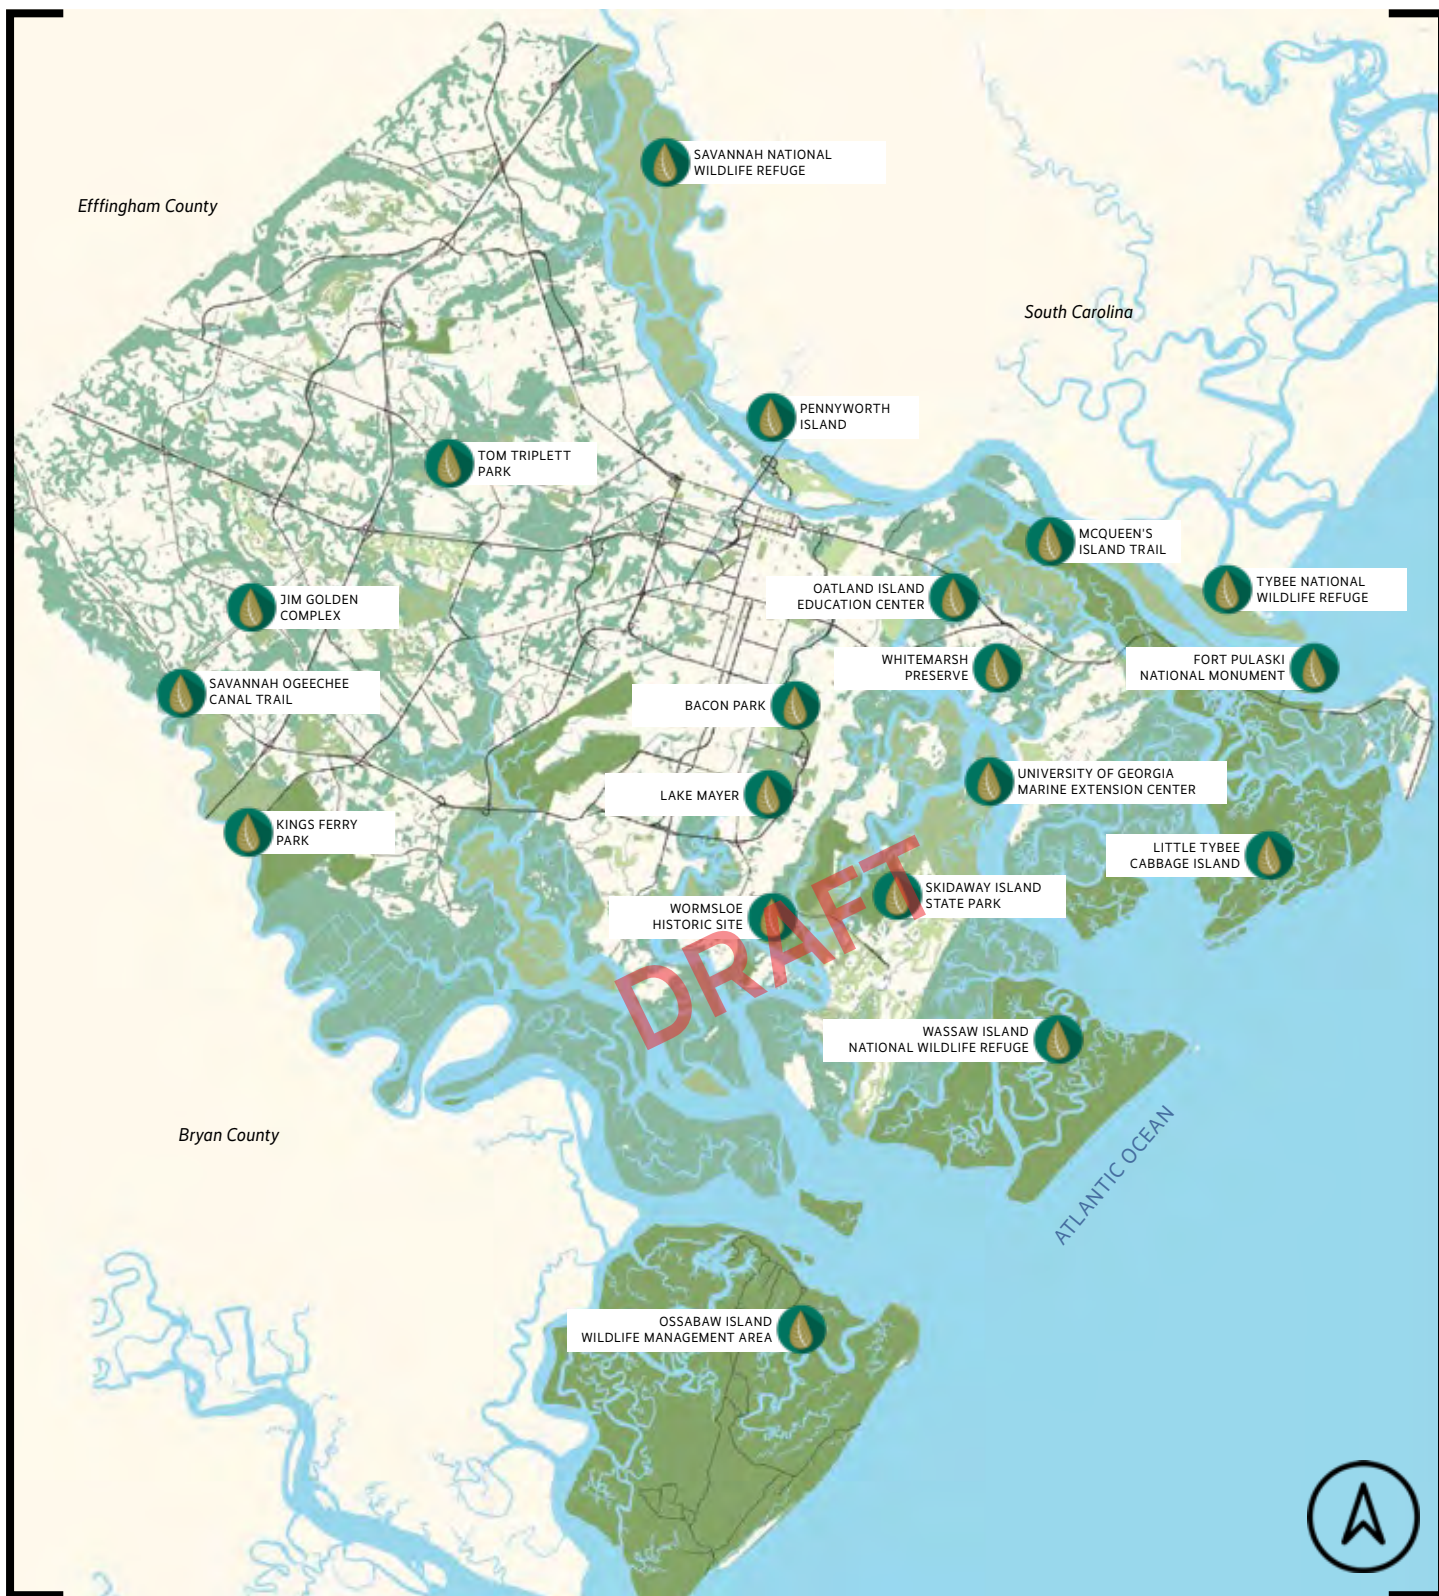 SAVANNAH NATIONAL
WILDLIFE REFUGE
Efffingham County
South Carolina
PENNYWORTH
ISLAND
TOM TRIPLETT
PARK
MCQUEEN'S
ISLAND TRAIL
TYBEE NATIONAL
WILDLIFE REFUGE
OATLAND ISLAND
EDUCATION CENTER
JIM GOLDEN
COMPLEX
WHITEMARSH
PRESERVE
FORT PULASKI
NATIONAL MONUMENT
SAVANNAH OGEECHEE
CANAL TRAIL
BACON PARK
UNIVERSITY OF GEORGIA
MARINE EXTENSION CENTER
LAKE MAYER
KINGS FERRY
PARK
LITTLE TYBEE
CABBAGE ISLAND
SKIDAWAY ISLAND
STATE PARK
WORMSLOE
HISTORIC SITE
DRAFT
WASSAW ISLAND
NATIONAL WILDLIFE REFUGE
Bryan County
ATLANTIC OCEAN
OSSABAW ISLAND
WILDLIFE MANAGEMENT AREA